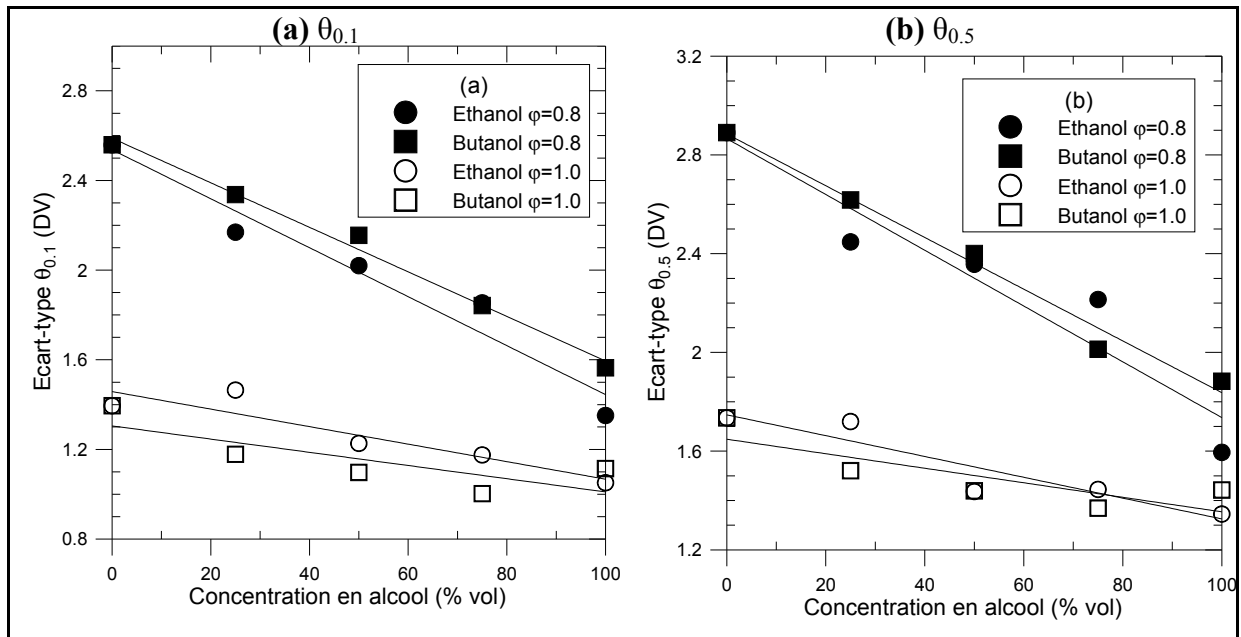 (a) θ0.1
(a)
Ethanol φ=0.8
Butanol φ=0.8
Ethanol φ=1.0
Butanol φ=1.0
Ecart-type θ0.1 (DV)
2.8
2.4
2
1.6
1.2
0.8
0 20 40 60 80 100
Concentration en alcool (% vol)
(b) θ0.5
(b)
Ethanol φ=0.8
Butanol φ=0.8
Ethanol φ=1.0
Butanol φ=1.0
Ecart-type θ0.5 (DV)
3.2
2.8
2.4
2
1.6
1.2
0 20 40 60 80 100
Concentration en alcool (% vol)